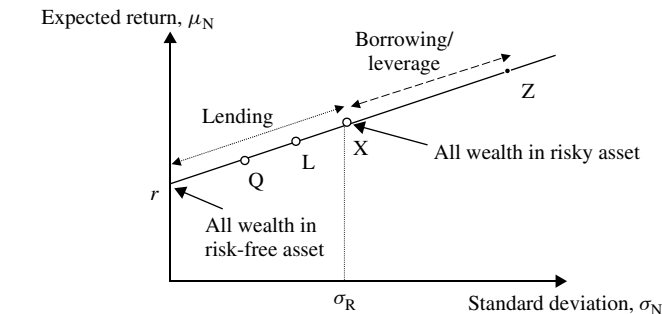 Expected return, μN
Borrowing/
leverage
Z
Lending
X
All wealth in risky asset
L
Q
r
All wealth in
risk-free asset
σR
Standard deviation, σN